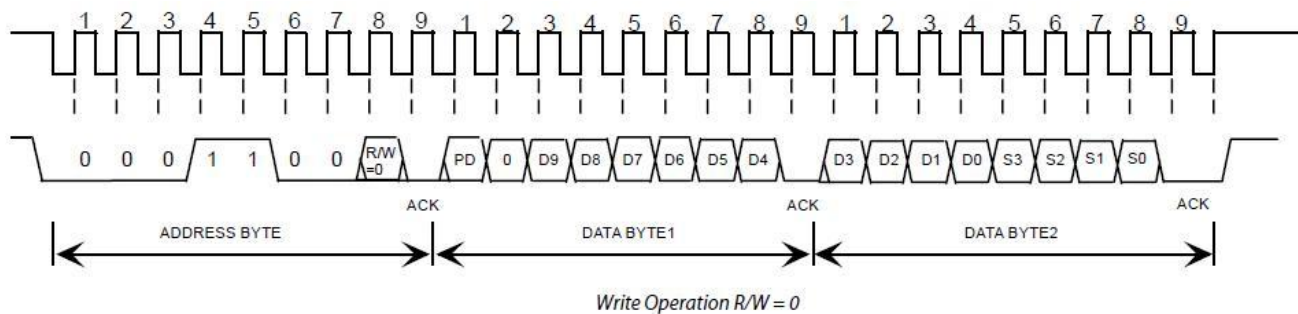 1 2 3 4 5 6 7 8 9 1 2 3 4 5 6 7 8 9 1 2 3 4 5 6 7 8 9
0 0 0 1 1 0 0 R/W =0 PD 0 D9 D8 D7 D6 D5 D4 D3 D2 D1 D0 S3 S2 S1 S0
ACK ACK ACK
ADDRESS BYTE DATA BYTE1 DATA BYTE2
Write Operation R/W = 0